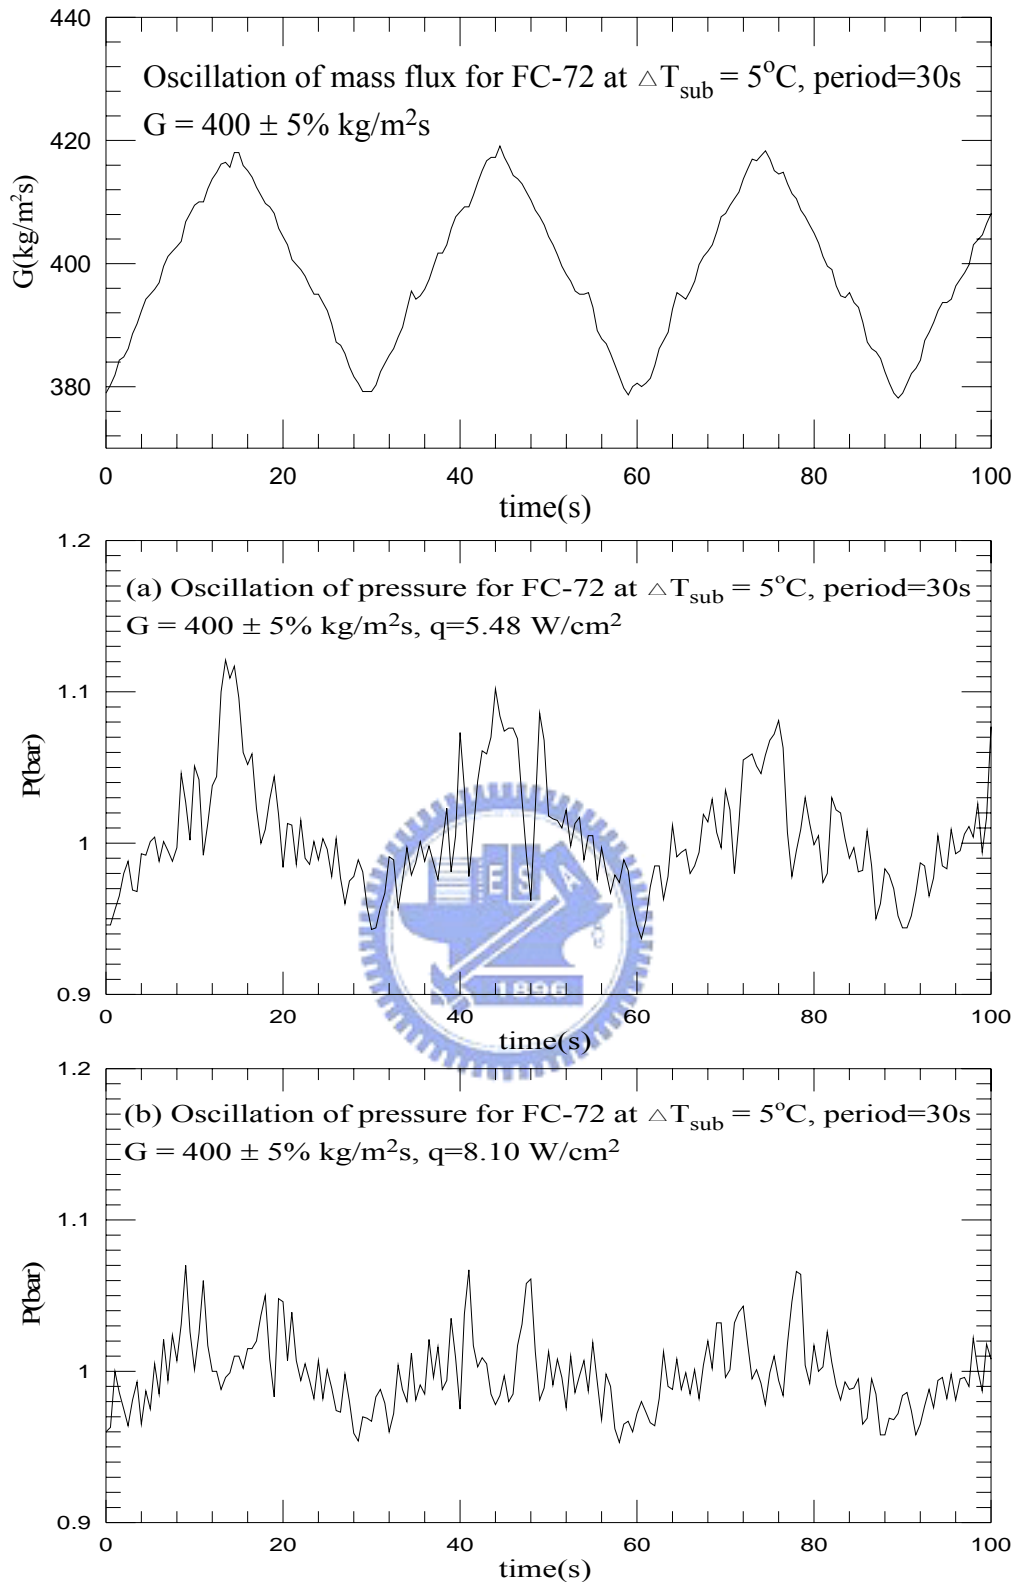 440
Oscillation of mass flux for FC-72 at △T_sub = 5°C, period=30s
G = 400 ± 5% kg/m²s
420
G(kg/m²s)
400
380
0 20 40 60 80 100
time(s)
1.2
(a) Oscillation of pressure for FC-72 at △T_sub = 5°C, period=30s
G = 400 ± 5% kg/m²s, q=5.48 W/cm²
1.1
P(bar)
1
E S A
1896
0.9
0 20 40 60 80 100
time(s)
1.2
(b) Oscillation of pressure for FC-72 at △T_sub = 5°C, period=30s
G = 400 ± 5% kg/m²s, q=8.10 W/cm²
1.1
P(bar)
1
0.9
0 20 40 60 80 100
time(s)